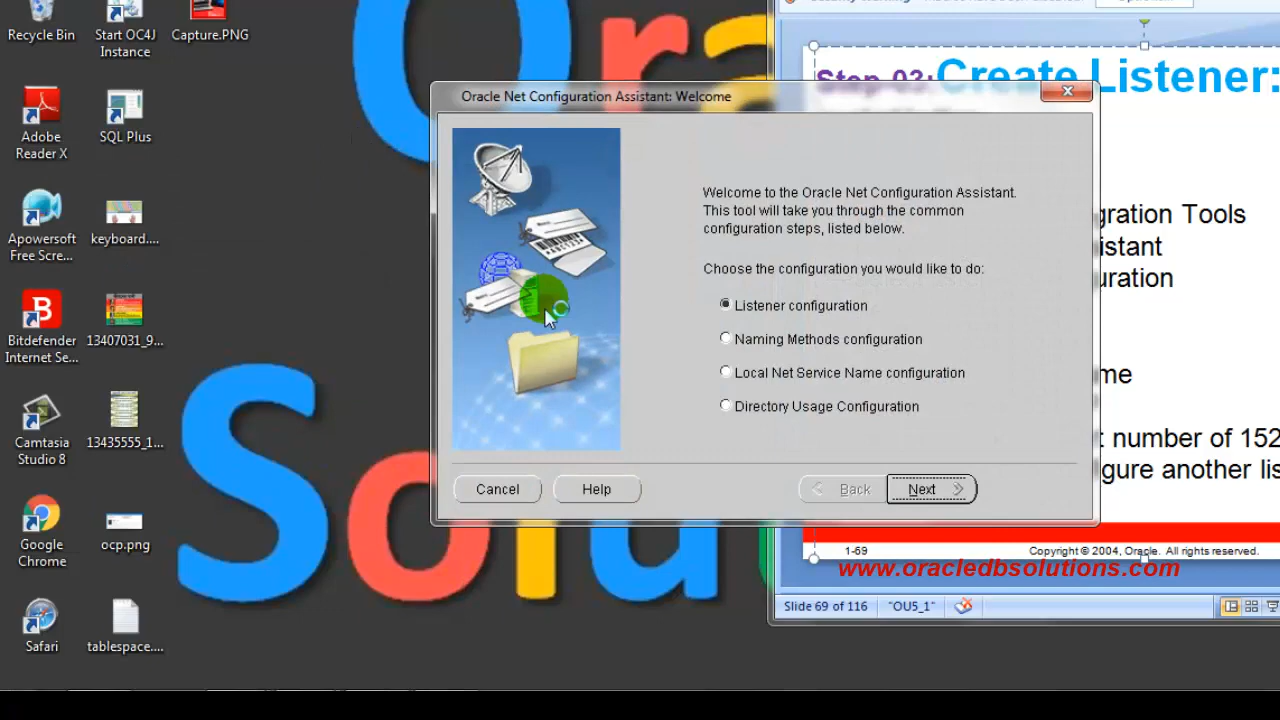 Recycle Bin
Start OC4J
Instance
Capture.PNG
Adobe
Reader X
SQL Plus
Apowersoft
Free Scre...
keyboard....
Bitdefender
Internet Se...
13407031_9...
Camtasia
Studio 8
13435555_1...
Google
Chrome
ocp.png
Safari
tablespace....
Ora
Solu
Step-03:Create Listener:
Oracle Net Configuration Assistant: Welcome
Welcome to the Oracle Net Configuration Assistant.
This tool will take you through the common
configuration steps, listed below.
Choose the configuration you would like to do:
Listener configuration
Naming Methods configuration
Local Net Service Name configuration
Directory Usage Configuration
Cancel
Help
Back
Next
gration Tools
istant
uration
me
t number of 152
gure another lis
1-69
Copyright © 2004, Oracle. All rights reserved.
www.oracledbsolutions.com
Slide 69 of 116
"OU5_1"